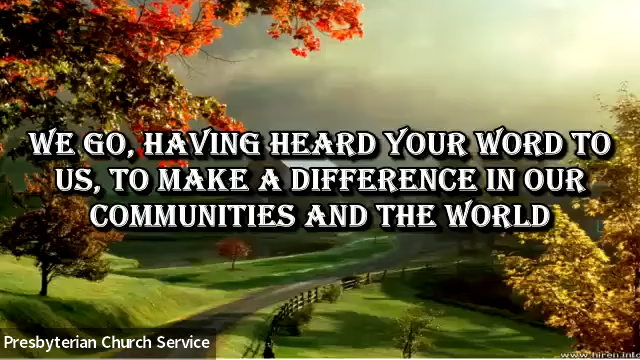 WE GO, HAVING HEARD YOUR WORD TO
US, TO MAKE A DIFFERENCE IN OUR
COMMUNITIES AND THE WORLD
Presbyterian Church Service
www.hiren.info